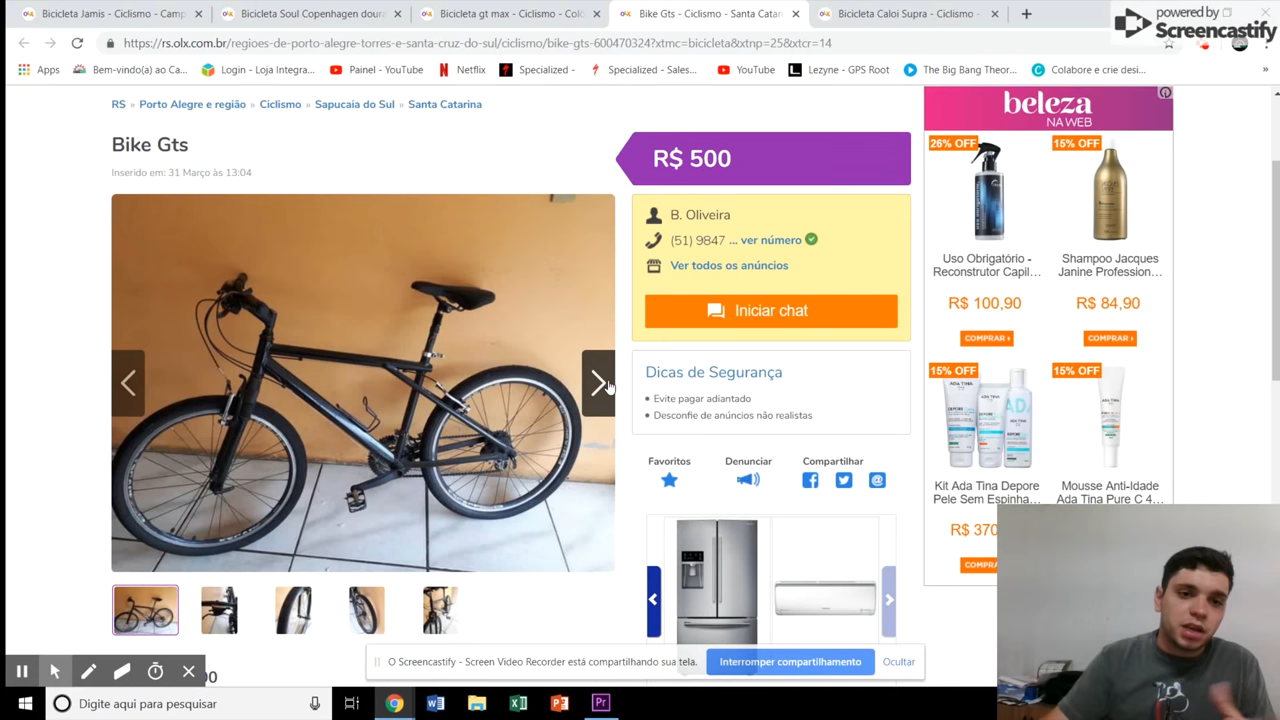 Bicicleta Jamis - Ciclismo - Camp
Bicicleta Soul Copenhagen doura
Bicicleta gt max - Ciclismo - Colô
Bike Gts - Ciclismo - Santa Catari
Bicicleta Caloi Supra - Ciclismo -
powered by
Screencastify
https://rs.olx.com.br/regioes-de-porto-alegre-torres-e-santa-cruz-do-sul/ciclismo/bike-gts-600470324?xtmc=bicicleta&xtnp=25&xtcr=14
Apps
Bem-vindo(a) ao Ca...
Login - Loja Integra...
Painel - YouTube
Netflix
Specialized -
Specialized - Sales...
YouTube
Lezyne - GPS Root
The Big Bang Theor...
Colabore e crie desi...
RS » Porto Alegre e região » Ciclismo » Sapucaia do Sul » Santa Catarina
Bike Gts
Inserido em: 31 Março às 13:04
R$ 500
B. Oliveira
(51) 9847 ... ver número
Ver todos os anúncios
Iniciar chat
Dicas de Segurança
• Evite pagar adiantado
• Desconfie de anúncios não realistas
Favoritos
Denunciar
Compartilhar
beleza
NA WEB
26% OFF
15% OFF
Uso Obrigatório -
Reconstrutor Capil...
R$ 100,90
COMPRAR
Shampoo Jacques
Janine Profession...
R$ 84,90
COMPRAR
15% OFF
15% OFF
Kit Ada Tina Depore
Pele Sem Espinha...
R$ 370
COMPRA
Mousse Anti-Idade
Ada Tina Pure C 4...
O Screencastify - Screen Video Recorder está compartilhando sua tela.
Interromper compartilhamento
Ocultar
Digite aqui para pesquisar